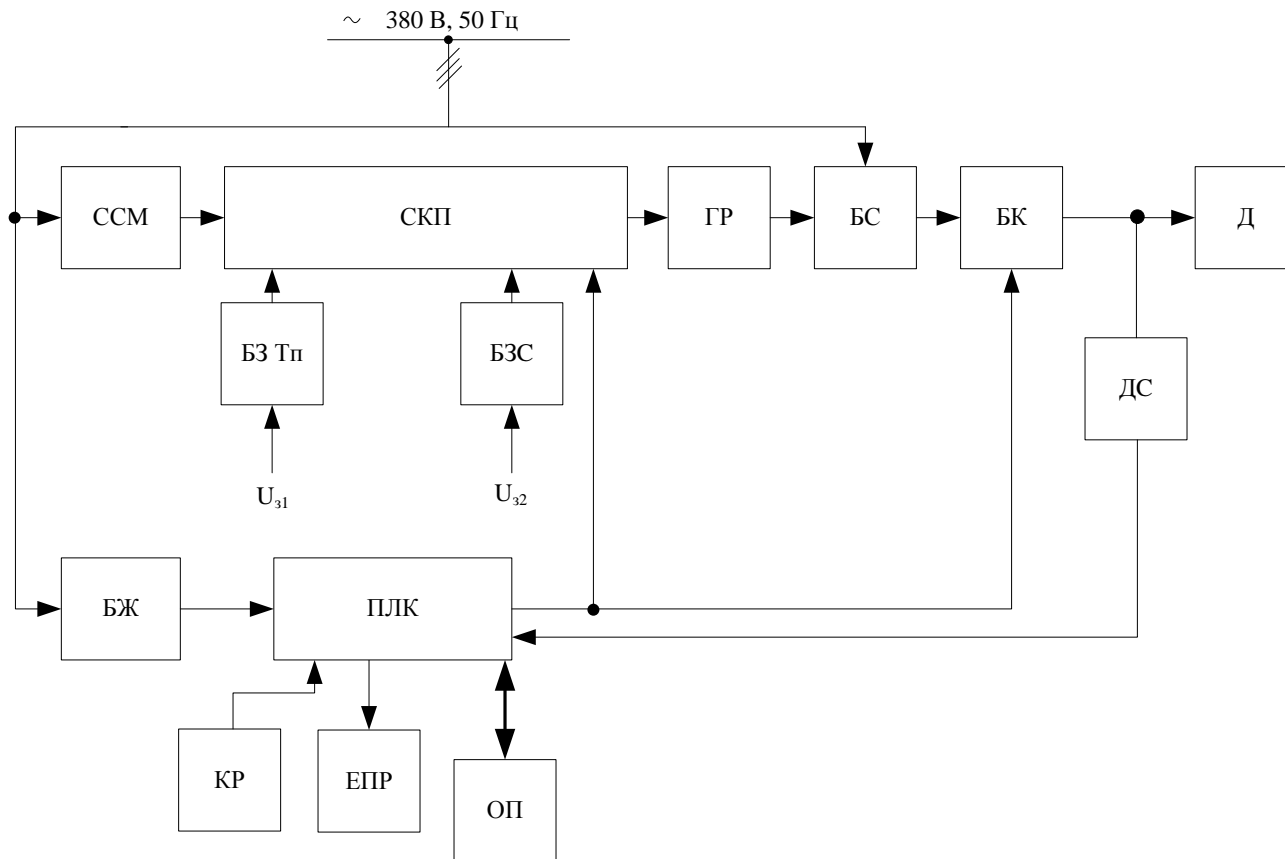 ~ 380 В, 50 Гц
ССМ
СКП
ГР
БС
БК
Д
БЗ Тп
БЗС
ДС
Uз1
Uз2
БЖ
ПЛК
КР
ЕПР
ОП